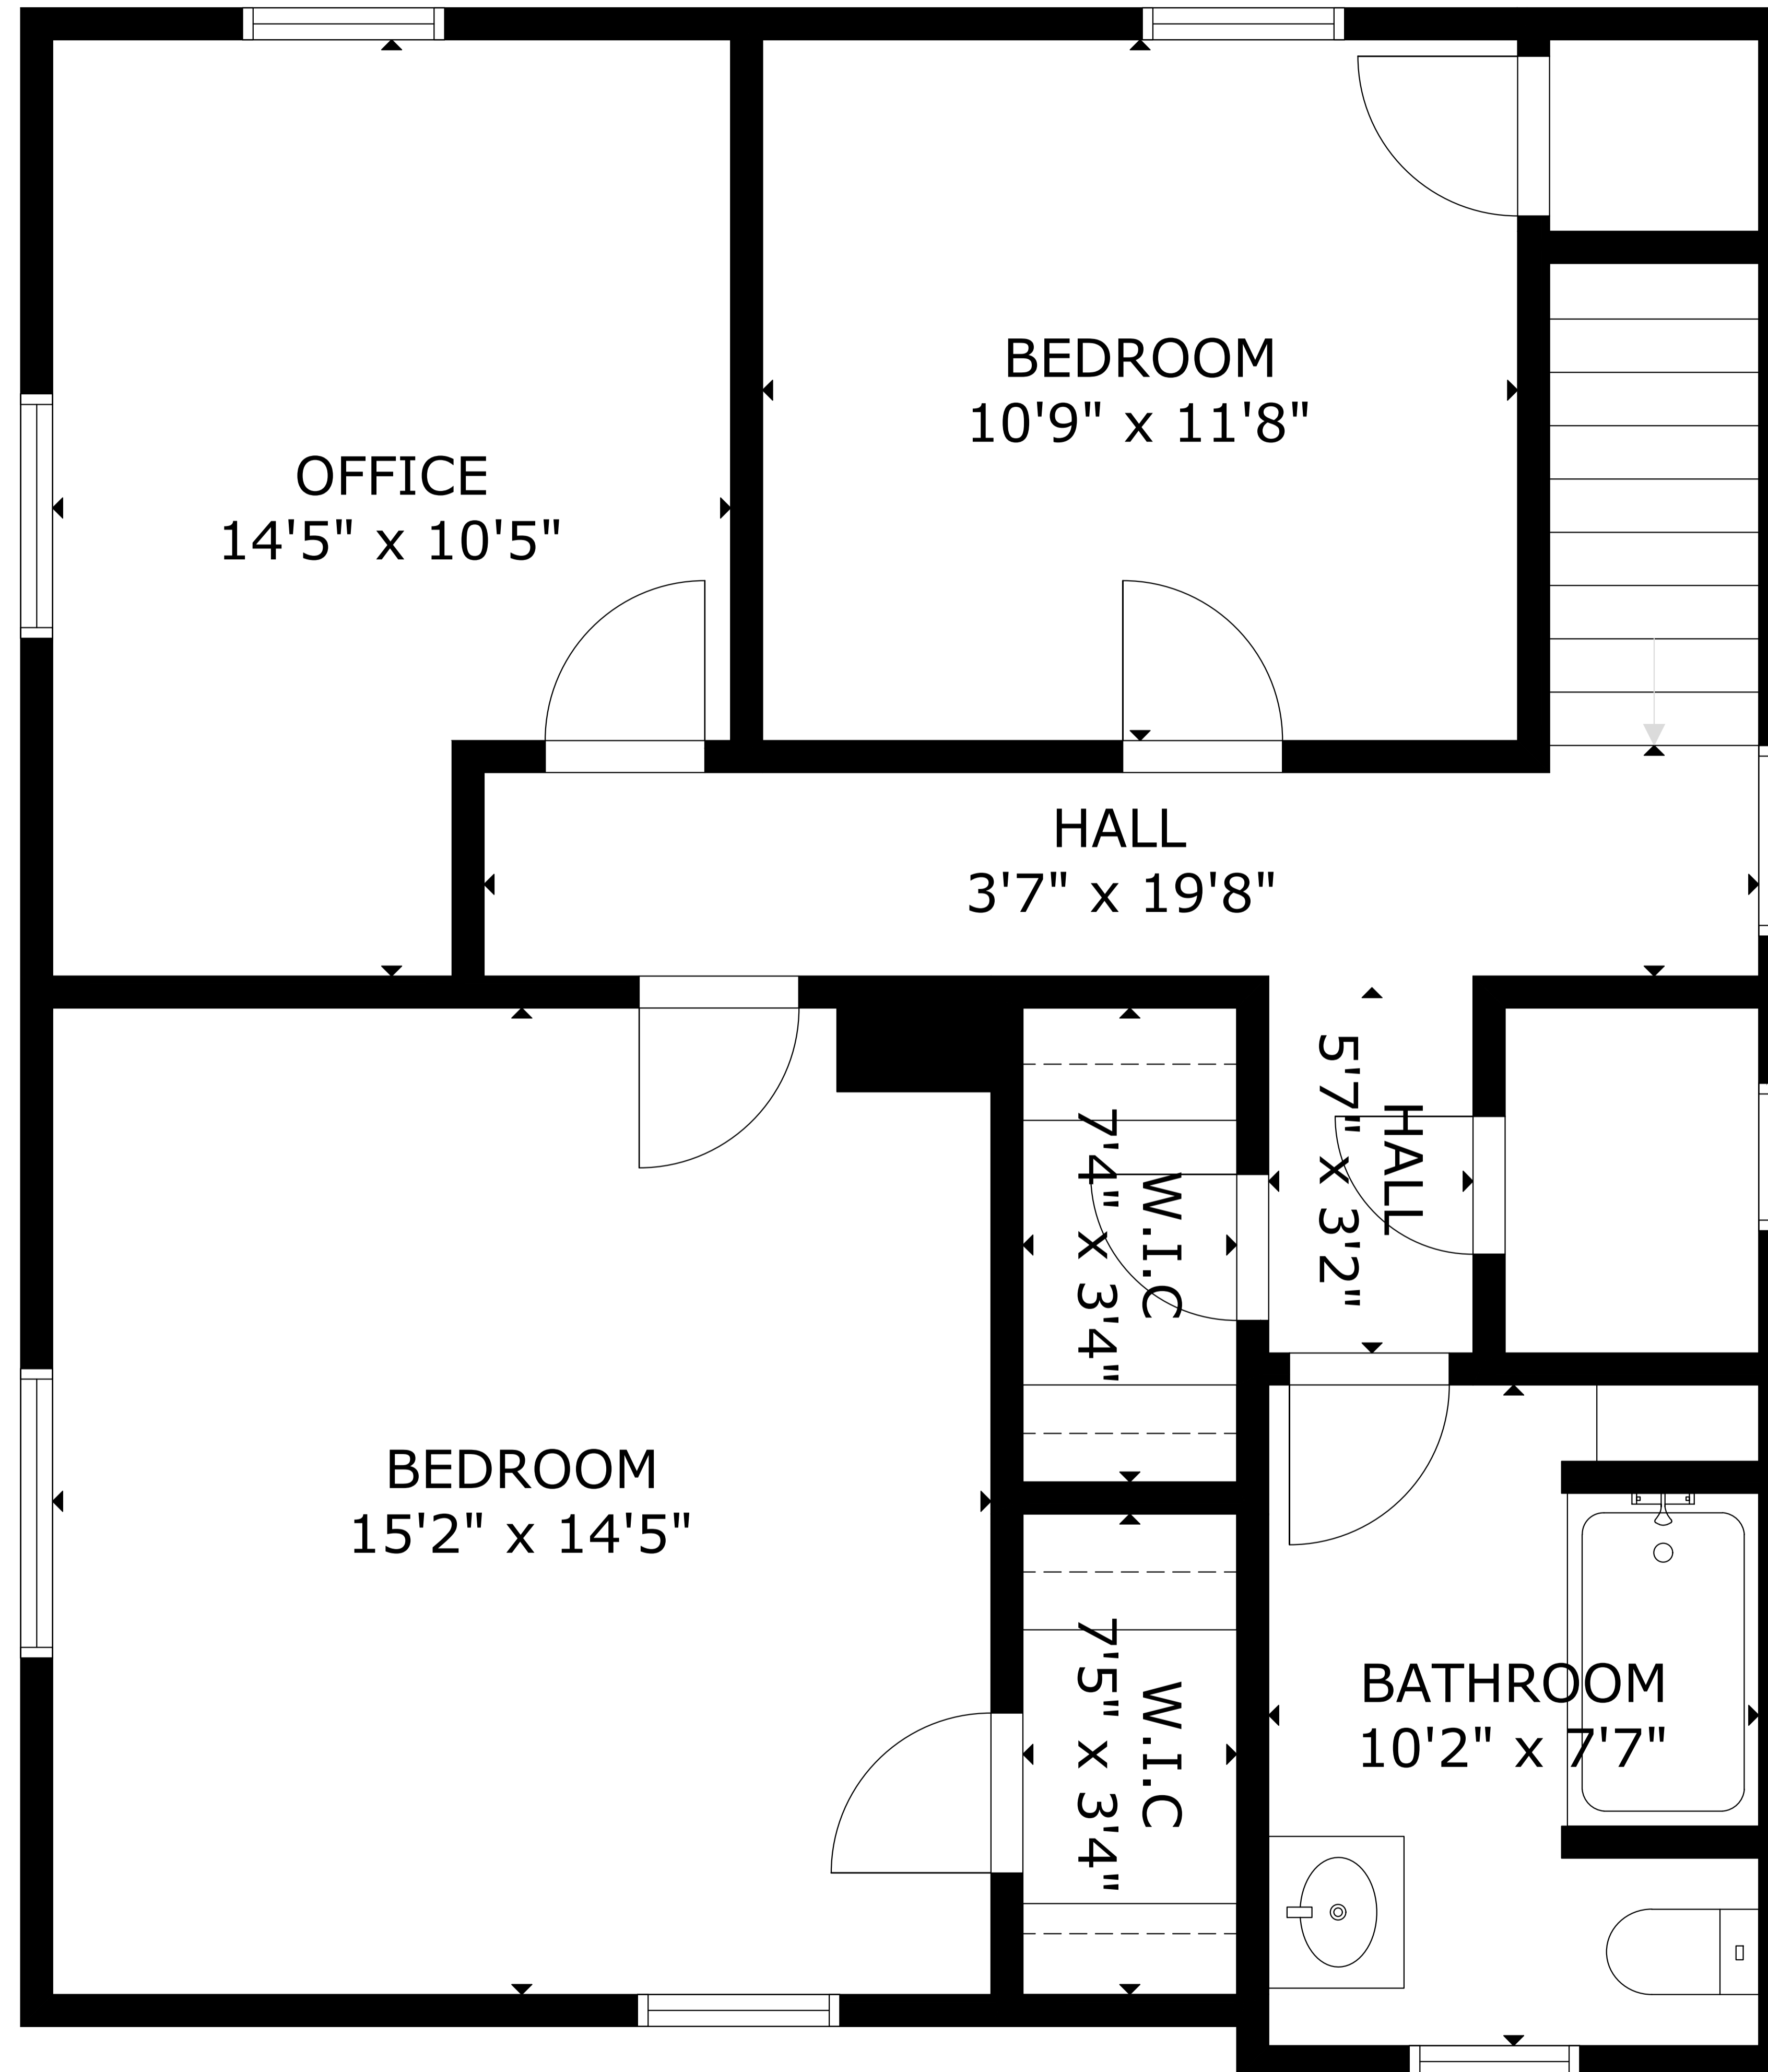 BEDROOM
10'9" x 11'8"
OFFICE
14'5" x 10'5"
HALL
3'7" x 19'8"
HALL
5'7" x 3'2"
W.I.C
7'4" x 3'4"
BEDROOM
15'2" x 14'5"
W.I.C
7'5" x 3'4"
BATHROOM
10'2" x 7'7"